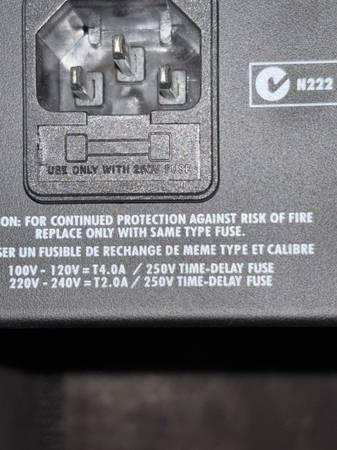 N222
USE ONLY WITH 250V FUSE
ION: FOR CONTINUED PROTECTION AGAINST RISK OF FIRE
REPLACE ONLY WITH SAME TYPE FUSE.
SER UN FUSIBLE DE RECHANGE DE MEME TYPE ET CALIBRE
100V - 120V = T4.0A / 250V TIME-DELAY FUSE
220V - 240V = T2.0A / 250V TIME-DELAY FUSE